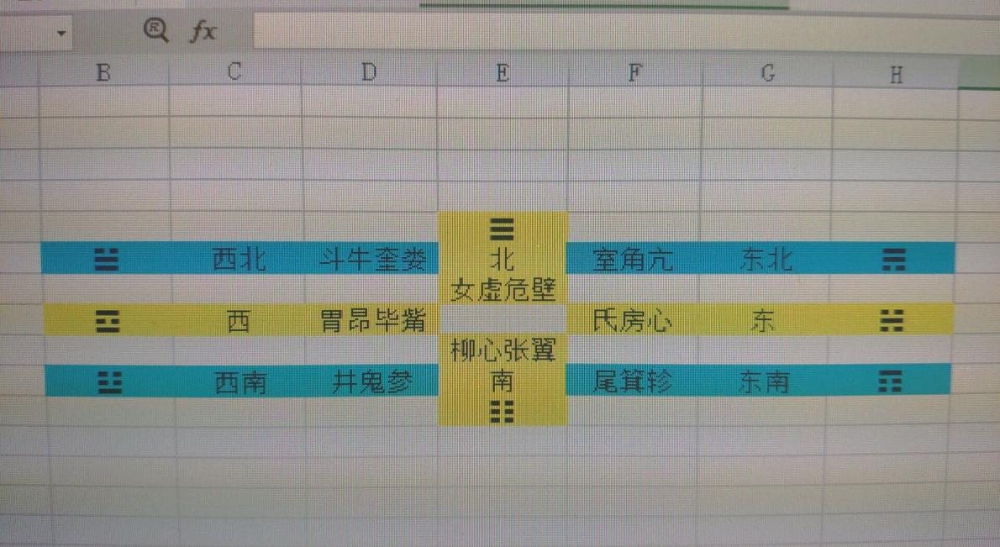 B C D E F G H
☰
☱ 西北 斗牛奎娄 北 室角亢 东北 ☴
女虚危壁
☲ 西 胃昂毕觜 氐房心 东 ☵
柳心张翼
☳ 西南 井鬼参 南 尾箕轸 东南 ☶
☷